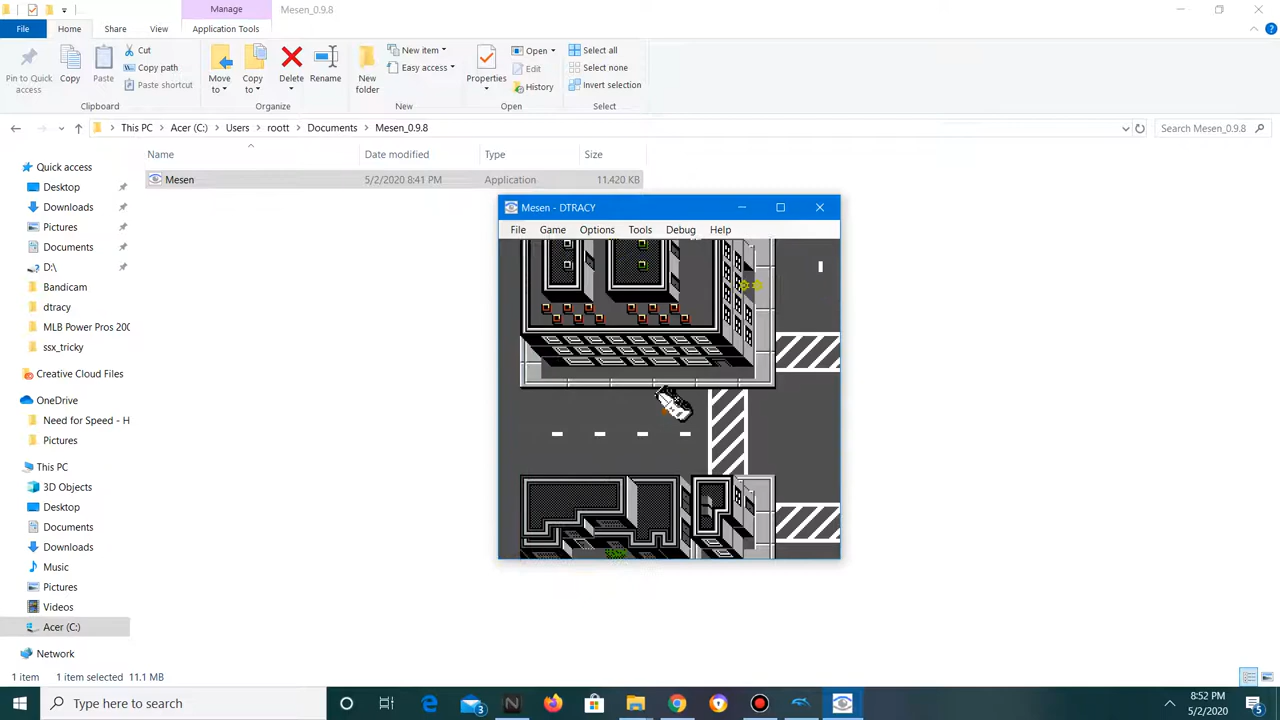 Manage
Mesen_0.9.8
File
Home
Share
View
Application Tools
Pin to Quick
access
Copy
Paste
Cut
Copy path
Paste shortcut
Clipboard
Move
to
Copy
to
Delete
Rename
Organize
New
folder
New item
Easy access
New
Properties
Open
Edit
History
Open
Select all
Select none
Invert selection
Select
This PC
Acer (C:)
Users
roott
Documents
Mesen_0.9.8
Search Mesen_0.9.8
Name
Date modified
Type
Size
Mesen
5/2/2020 8:41 PM
Application
11,420 KB
Quick access
Desktop
Downloads
Pictures
Documents
D:\
Bandicam
dtracy
MLB Power Pros 200
ssx_tricky
Creative Cloud Files
OneDrive
Need for Speed - H
Pictures
This PC
3D Objects
Desktop
Documents
Downloads
Music
Pictures
Videos
Acer (C:)
Network
Mesen - DTRACY
File
Game
Options
Tools
Debug
Help
1 item
1 item selected 11.1 MB
Type here to search
3
8:52 PM
5/2/2020
5